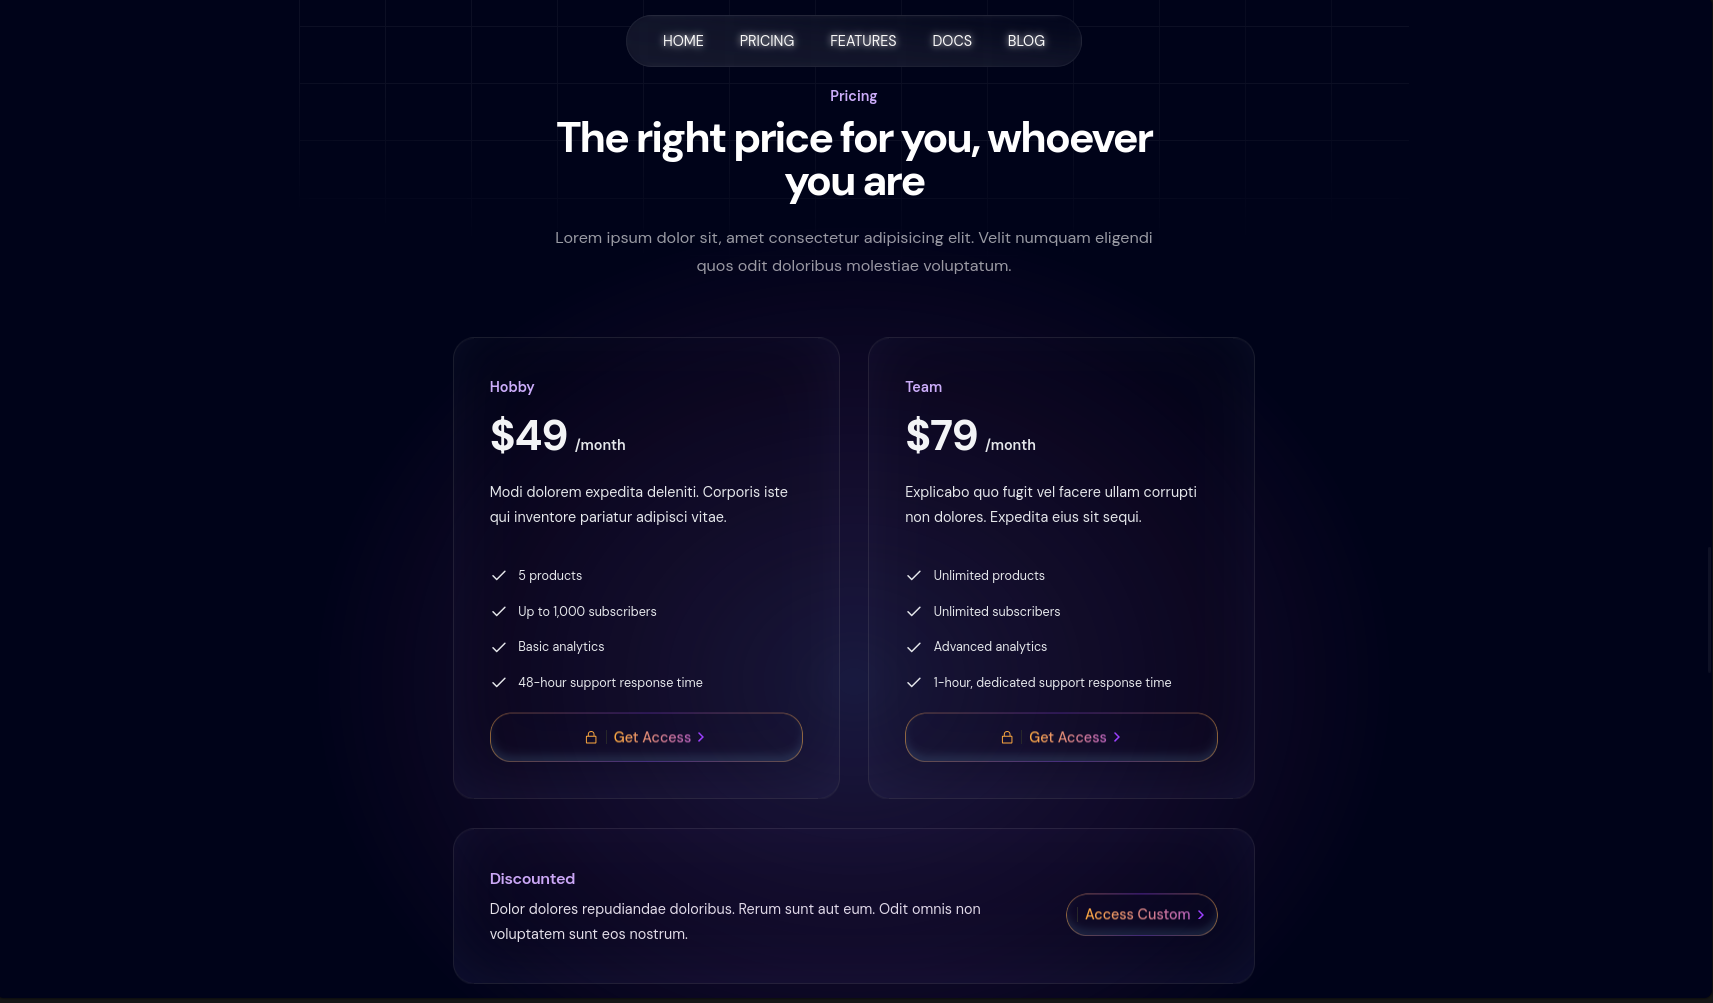 HOME PRICING FEATURES DOCS BLOG
Pricing
The right price for you, whoever
you are
Lorem ipsum dolor sit, amet consectetur adipisicing elit. Velit numquam eligendi
quos odit doloribus molestiae voluptatum.
Hobby
$49 /month
Modi dolorem expedita deleniti. Corporis iste
qui inventore pariatur adipisci vitae.
5 products
Up to 1,000 subscribers
Basic analytics
48-hour support response time
Get Access
Team
$79 /month
Explicabo quo fugit vel facere ullam corrupti
non dolores. Expedita eius sit sequi.
Unlimited products
Unlimited subscribers
Advanced analytics
1-hour, dedicated support response time
Get Access
Discounted
Dolor dolores repudiandae doloribus. Rerum sunt aut eum. Odit omnis non
voluptatem sunt eos nostrum.
Access Custom